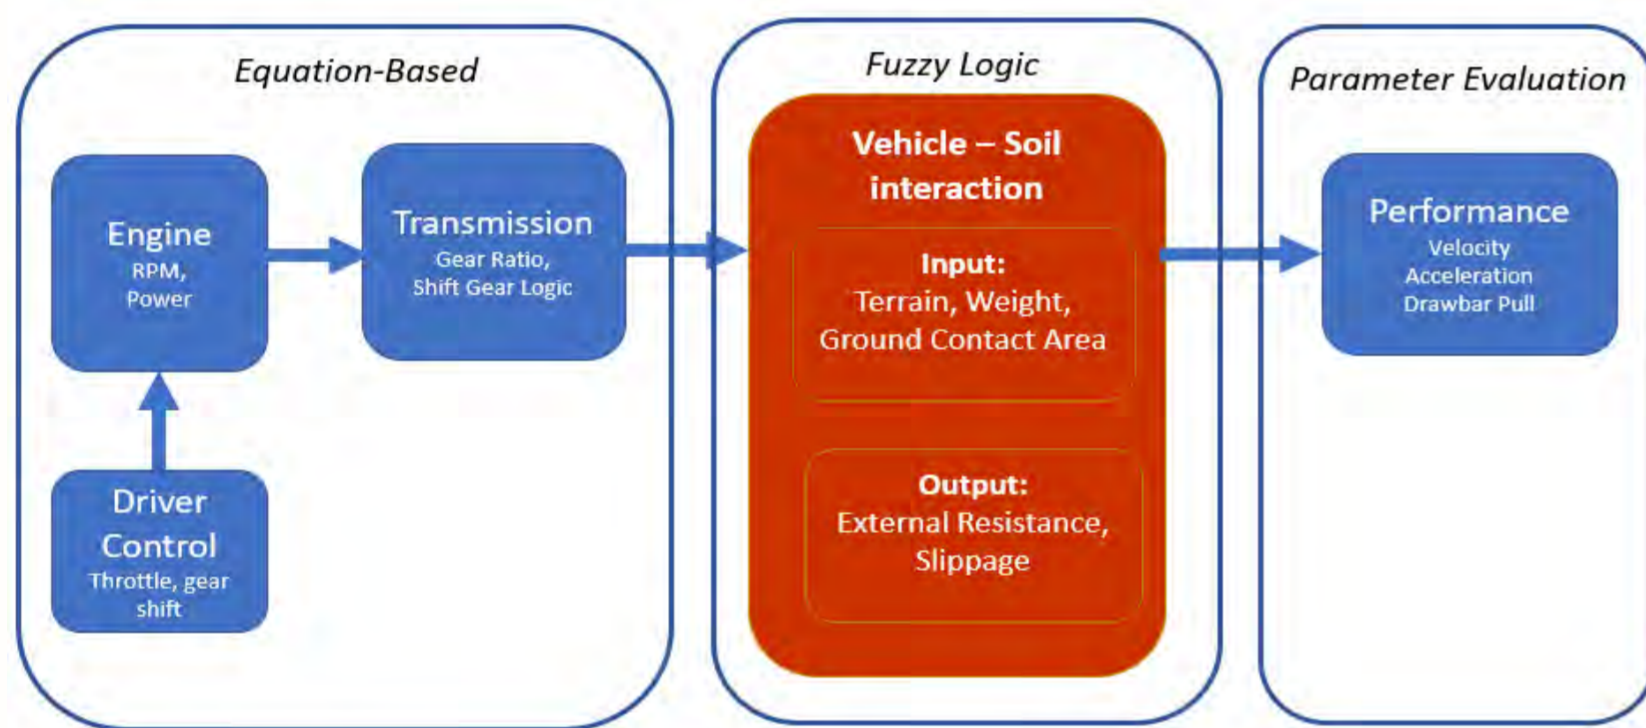 Equation-Based
Engine
RPM,
Power
Transmission
Gear Ratio,
Shift Gear Logic
Driver
Control
Throttle, gear
shift
Fuzzy Logic
Vehicle – Soil
interaction
Input:
Terrain, Weight,
Ground Contact Area
Output:
External Resistance,
Slippage
Parameter Evaluation
Performance
Velocity
Acceleration
Drawbar Pull